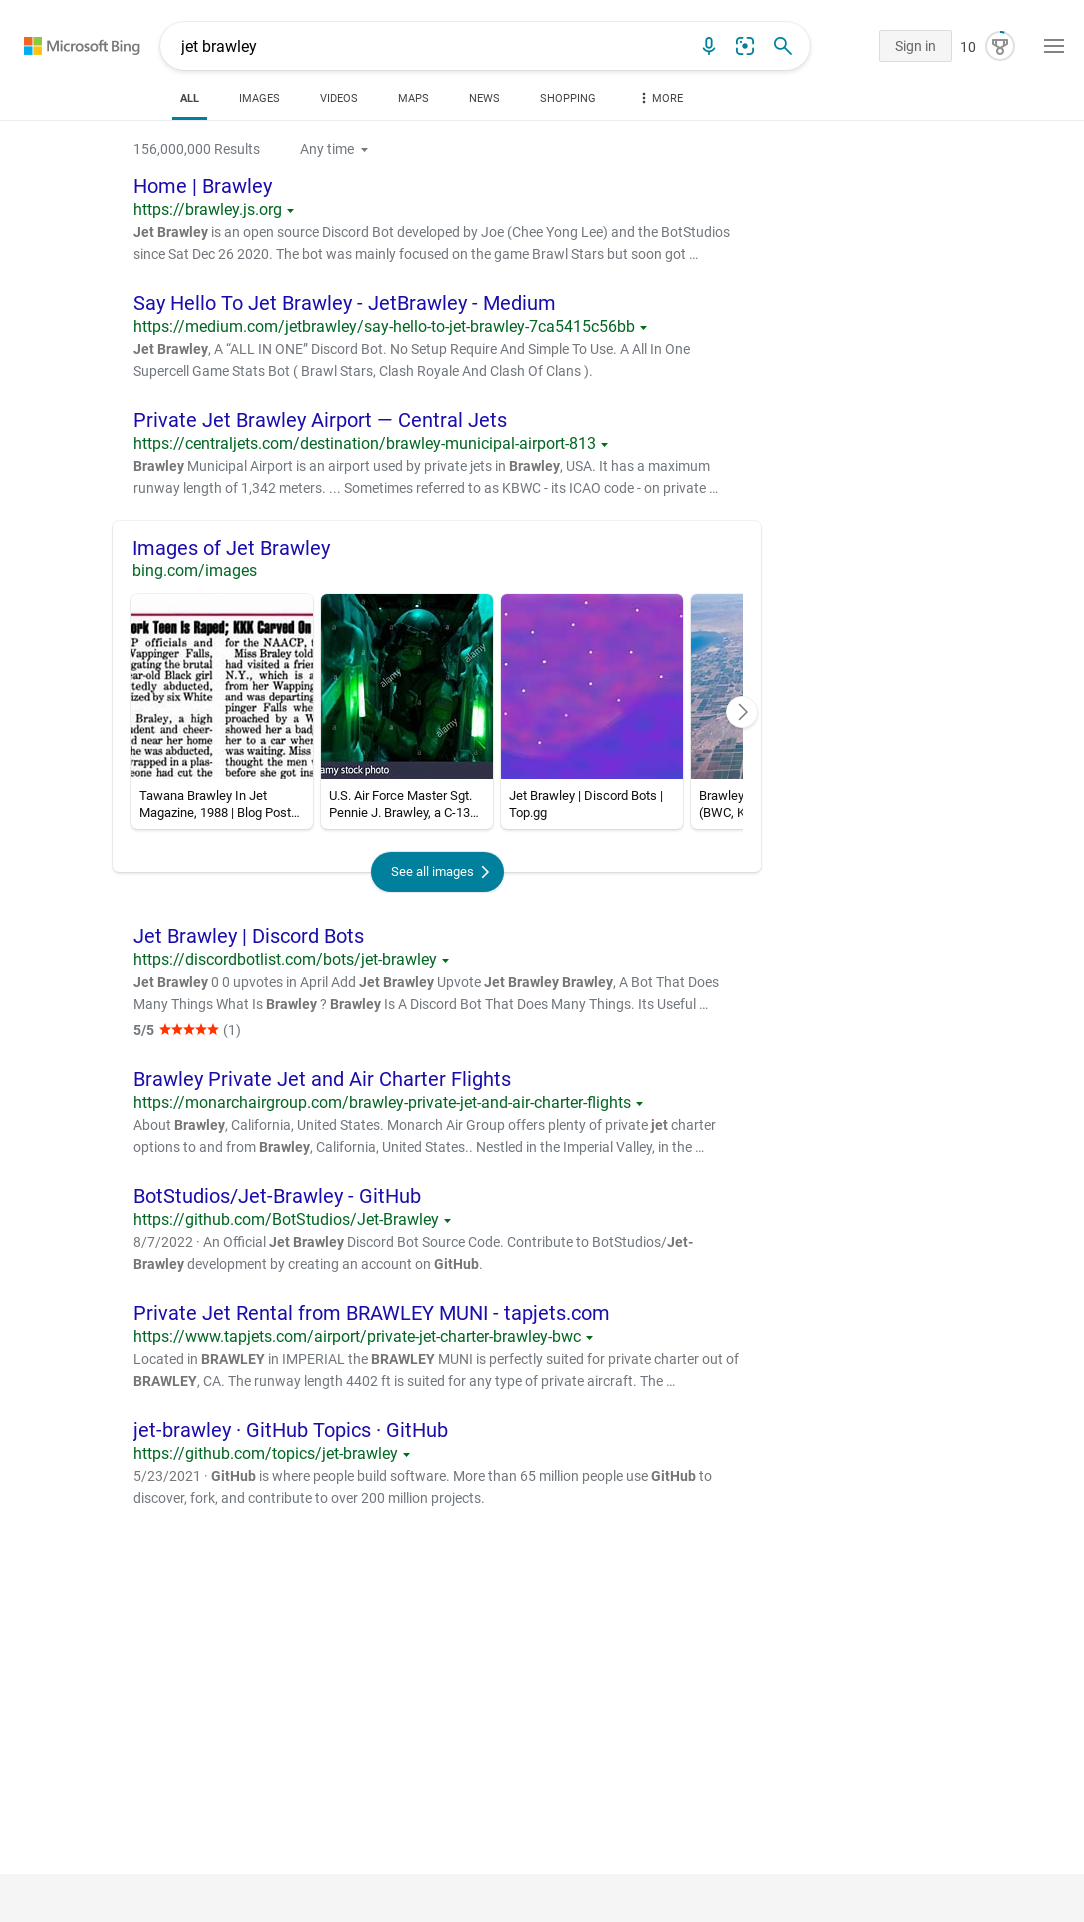 Microsoft Bing
jet brawley
Sign in
10
ALL
IMAGES
VIDEOS
MAPS
NEWS
SHOPPING
MORE
156,000,000 Results
Any time
Home | Brawley
https://brawley.js.org
Jet Brawley is an open source Discord Bot developed by Joe (Chee Yong Lee) and the BotStudios
since Sat Dec 26 2020. The bot was mainly focused on the game Brawl Stars but soon got …
Say Hello To Jet Brawley - JetBrawley - Medium
https://medium.com/jetbrawley/say-hello-to-jet-brawley-7ca5415c56bb
Jet Brawley, A “ALL IN ONE” Discord Bot. No Setup Require And Simple To Use. A All In One
Supercell Game Stats Bot ( Brawl Stars, Clash Royale And Clash Of Clans ).
Private Jet Brawley Airport — Central Jets
https://centraljets.com/destination/brawley-municipal-airport-813
Brawley Municipal Airport is an airport used by private jets in Brawley, USA. It has a maximum
runway length of 1,342 meters. ... Sometimes referred to as KBWC - its ICAO code - on private …
Images of Jet Brawley
bing.com/images
ork Teen Is Raped; KKK Carved On
P officials and
Wappinger Falls,
gating the brutal
ear-old Black girl
tedly abducted,
ized by six White
Braley, a high
dent and cheer-
d near her home
he was abducted,
wrapped in a plas-
eone had cut the
for the NAACP, t
Miss Braley told
had visited a frie
N.Y., which is a
from her Wapping
and was departing
pinger Falls whe
proached by a W
showed her a bad
her to a car when
was waiting. Miss
thought the men
before she got ins
alamy
alamy
alamy
amy stock photo
Tawana Brawley In Jet
Magazine, 1988 | Blog Post…
U.S. Air Force Master Sgt.
Pennie J. Brawley, a C-13…
Jet Brawley | Discord Bots |
Top.gg
Brawley
(BWC, K
See all images
Jet Brawley | Discord Bots
https://discordbotlist.com/bots/jet-brawley
Jet Brawley 0 0 upvotes in April Add Jet Brawley Upvote Jet Brawley Brawley, A Bot That Does
Many Things What Is Brawley ? Brawley Is A Discord Bot That Does Many Things. Its Useful …
5/5 ★★★★★ (1)
Brawley Private Jet and Air Charter Flights
https://monarchairgroup.com/brawley-private-jet-and-air-charter-flights
About Brawley, California, United States. Monarch Air Group offers plenty of private jet charter
options to and from Brawley, California, United States.. Nestled in the Imperial Valley, in the …
BotStudios/Jet-Brawley - GitHub
https://github.com/BotStudios/Jet-Brawley
8/7/2022 · An Official Jet Brawley Discord Bot Source Code. Contribute to BotStudios/Jet-
Brawley development by creating an account on GitHub.
Private Jet Rental from BRAWLEY MUNI - tapjets.com
https://www.tapjets.com/airport/private-jet-charter-brawley-bwc
Located in BRAWLEY in IMPERIAL the BRAWLEY MUNI is perfectly suited for private charter out of
BRAWLEY, CA. The runway length 4402 ft is suited for any type of private aircraft. The …
jet-brawley · GitHub Topics · GitHub
https://github.com/topics/jet-brawley
5/23/2021 · GitHub is where people build software. More than 65 million people use GitHub to
discover, fork, and contribute to over 200 million projects.